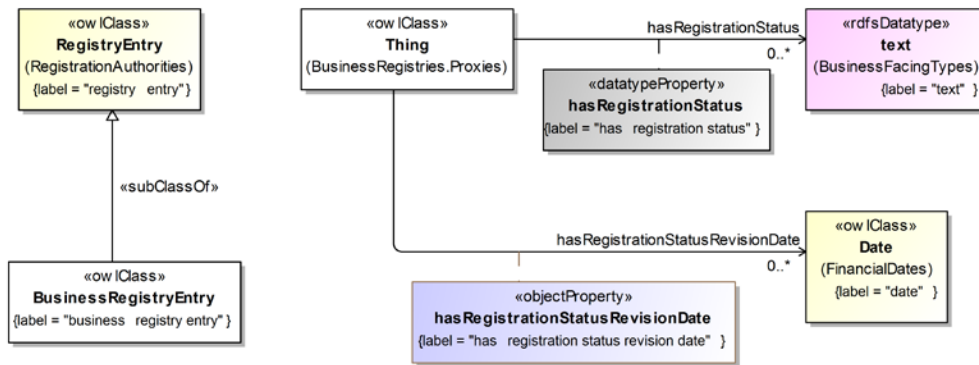 «owlClass»
RegistryEntry
(RegistrationAuthorities)
{label = "registry entry" }
«subClassOf»
«owlClass»
BusinessRegistryEntry
{label = "business registry entry" }
«owlClass»
Thing
(BusinessRegistries.Proxies)
hasRegistrationStatus
0..*
«datatypeProperty»
hasRegistrationStatus
{label = "has registration status" }
«rdfsDatatype»
text
(BusinessFacingTypes)
{label = "text" }
hasRegistrationStatusRevisionDate
0..*
«objectProperty»
hasRegistrationStatusRevisionDate
{label = "has registration status revision date" }
«owlClass»
Date
(FinancialDates)
{label = "date" }